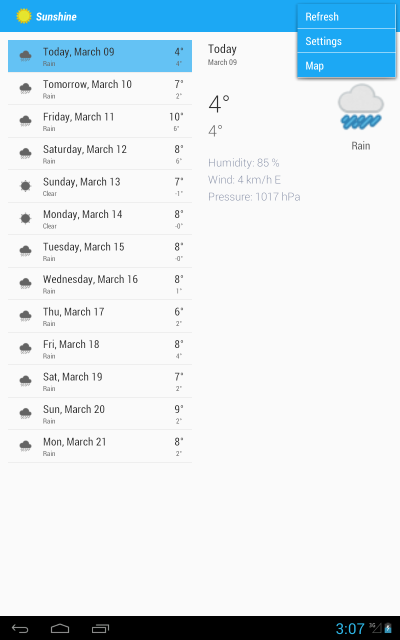 Sunshine
Refresh
Settings
Map
Today, March 09 4°
Rain 4°
Tomorrow, March 10 7°
Rain 2°
Friday, March 11 10°
Rain 6°
Saturday, March 12 8°
Rain 6°
Sunday, March 13 7°
Clear -1°
Monday, March 14 8°
Clear -0°
Tuesday, March 15 8°
Rain -0°
Wednesday, March 16 8°
Rain 1°
Thu, March 17 6°
Rain 2°
Fri, March 18 8°
Rain 4°
Sat, March 19 7°
Rain 2°
Sun, March 20 9°
Rain 2°
Mon, March 21 8°
Rain 2°
Today
March 09
4°
4°
Rain
Humidity: 85 %
Wind: 4 km/h E
Pressure: 1017 hPa
3:07 3G